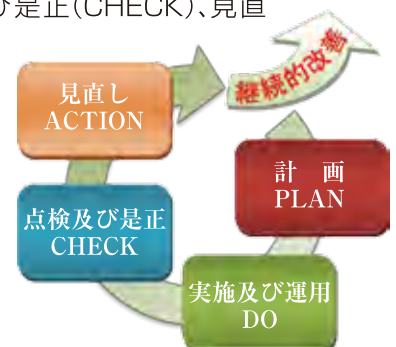 び是正(CHECK)、見直
継続的改善
見直し
ACTION
計　画
PLAN
点検及び是正
CHECK
実施及び運用
DO